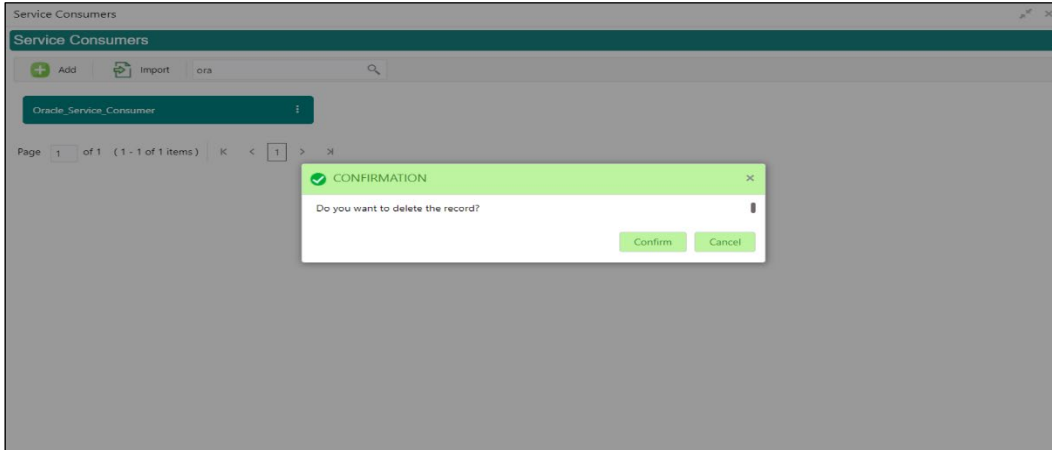 Service Consumers
Service Consumers
Add Import ora
Oracle_Service_Consumer
Page 1 of 1 (1 - 1 of 1 items) K < 1 > >|
CONFIRMATION ×
Do you want to delete the record?
Confirm Cancel